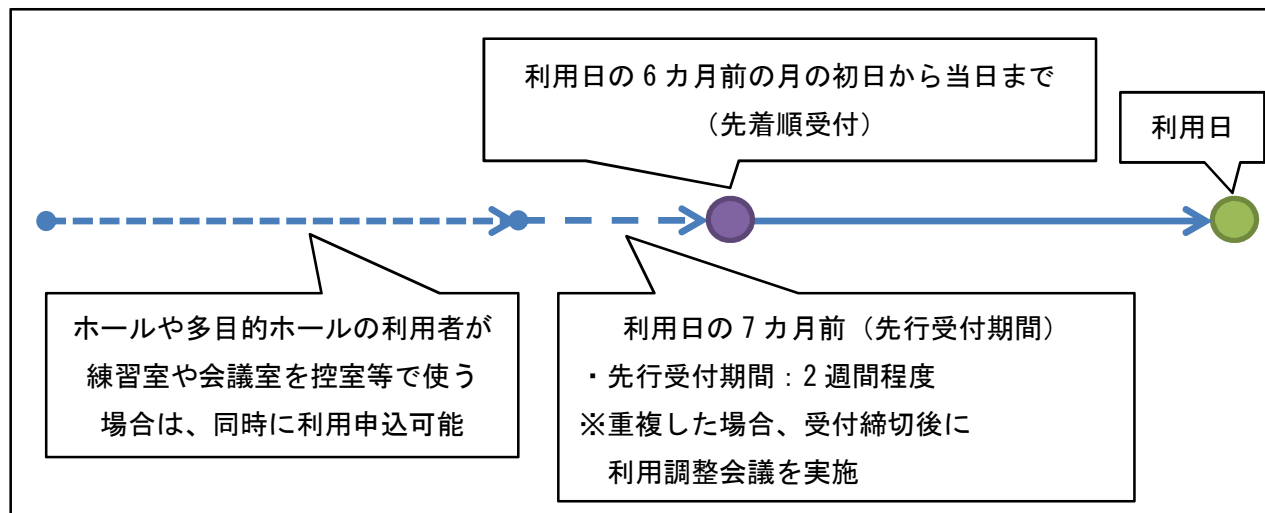 利用日の6カ月前の月の初日から当日まで
（先着順受付）
利用日
ホールや多目的ホールの利用者が
練習室や会議室を控室等で使う
場合は、同時に利用申込可能
利用日の7カ月前（先行受付期間）
・先行受付期間：2週間程度
※重複した場合、受付締切後に
利用調整会議を実施